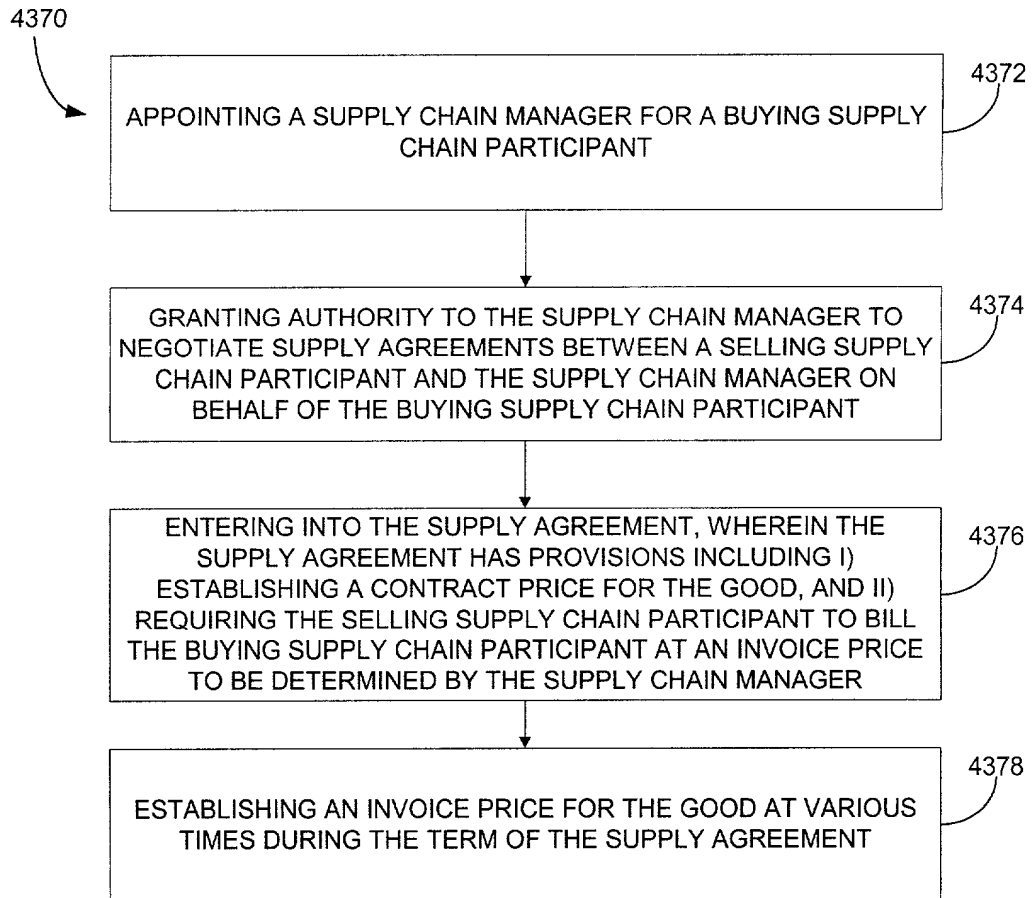 4370
4372
APPOINTING A SUPPLY CHAIN MANAGER FOR A BUYING SUPPLY
CHAIN PARTICIPANT
4374
GRANTING AUTHORITY TO THE SUPPLY CHAIN MANAGER TO
NEGOTIATE SUPPLY AGREEMENTS BETWEEN A SELLING SUPPLY
CHAIN PARTICIPANT AND THE SUPPLY CHAIN MANAGER ON
BEHALF OF THE BUYING SUPPLY CHAIN PARTICIPANT
4376
ENTERING INTO THE SUPPLY AGREEMENT, WHEREIN THE
SUPPLY AGREEMENT HAS PROVISIONS INCLUDING I)
ESTABLISHING A CONTRACT PRICE FOR THE GOOD, AND II)
REQUIRING THE SELLING SUPPLY CHAIN PARTICIPANT TO BILL
THE BUYING SUPPLY CHAIN PARTICIPANT AT AN INVOICE PRICE
TO BE DETERMINED BY THE SUPPLY CHAIN MANAGER
4378
ESTABLISHING AN INVOICE PRICE FOR THE GOOD AT VARIOUS
TIMES DURING THE TERM OF THE SUPPLY AGREEMENT